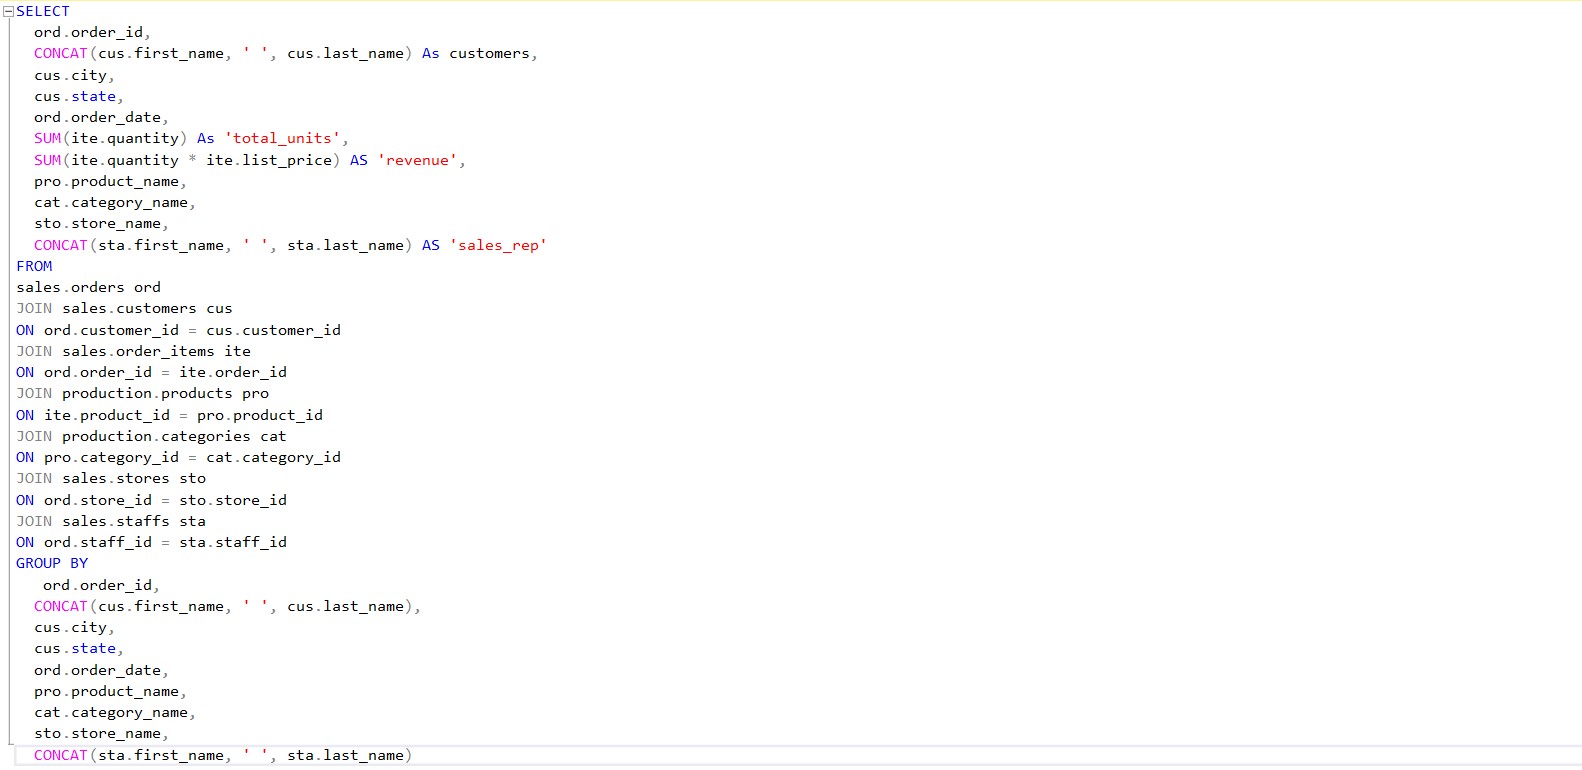 SELECT
ord.order_id,
CONCAT(cus.first_name, ' ', cus.last_name) As customers,
cus.city,
cus.state,
ord.order_date,
SUM(ite.quantity) As 'total_units',
SUM(ite.quantity * ite.list_price) AS 'revenue',
pro.product_name,
cat.category_name,
sto.store_name,
CONCAT(sta.first_name, ' ', sta.last_name) AS 'sales_rep'
FROM
sales.orders ord
JOIN sales.customers cus
ON ord.customer_id = cus.customer_id
JOIN sales.order_items ite
ON ord.order_id = ite.order_id
JOIN production.products pro
ON ite.product_id = pro.product_id
JOIN production.categories cat
ON pro.category_id = cat.category_id
JOIN sales.stores sto
ON ord.store_id = sto.store_id
JOIN sales.staffs sta
ON ord.staff_id = sta.staff_id
GROUP BY
ord.order_id,
CONCAT(cus.first_name, ' ', cus.last_name),
cus.city,
cus.state,
ord.order_date,
pro.product_name,
cat.category_name,
sto.store_name,
CONCAT(sta.first_name, ' ', sta.last_name)